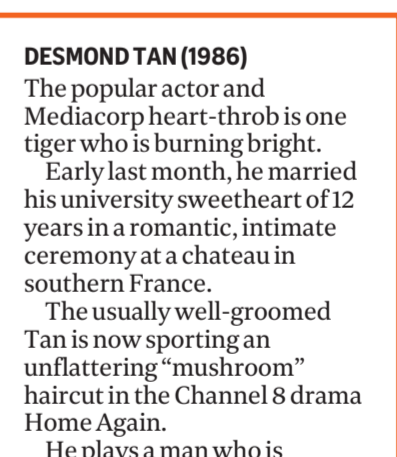 DESMOND TAN (1986)
The popular actor and
Mediacorp heart-throb is one
tiger who is burning bright.
Early last month, he married
his university sweetheart of 12
years in a romantic, intimate
ceremony at a chateau in
southern France.
The usually well-groomed
Tan is now sporting an
unflattering “mushroom”
haircut in the Channel 8 drama
Home Again.
He plays a man who is